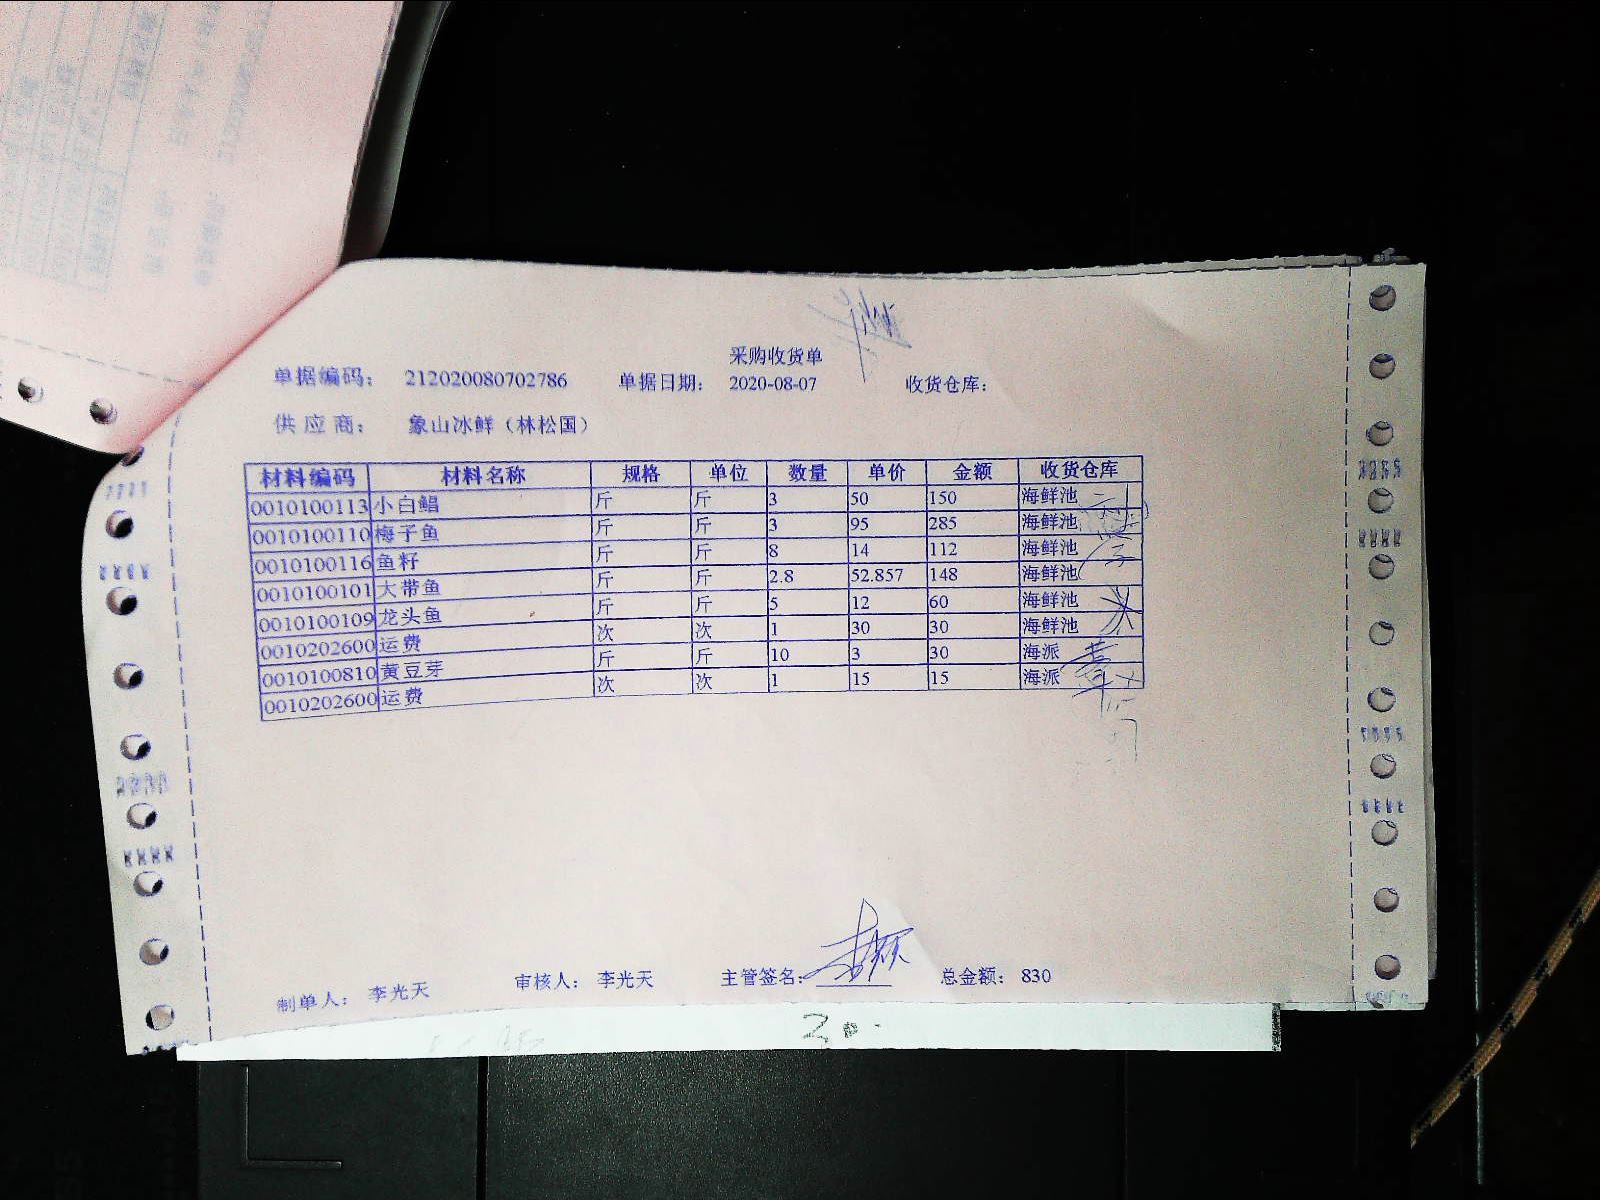 采购收货单
单据编码： 212020080702786 单据日期： 2020-08-07 收货仓库：
供应商： 象山冰鲜（林松国）
材料编码 材料名称 规格 单位 数量 单价 金额 收货仓库
0010100113 小白鲳 斤 斤 3 50 150 海鲜池
0010100110 梅子鱼 斤 斤 3 95 285 海鲜池
0010100116 鱼籽 斤 斤 8 14 112 海鲜池
0010100101 大带鱼 斤 斤 2.8 52.857 148 海鲜池
0010100109 龙头鱼 斤 斤 5 12 60 海鲜池
0010202600 运费 次 次 1 30 30 海鲜池
0010100810 黄豆芽 斤 斤 10 3 30 海派
0010202600 运费 次 次 1 15 15 海派
制单人： 李光天 审核人： 李光天 主管签名： 总金额： 830